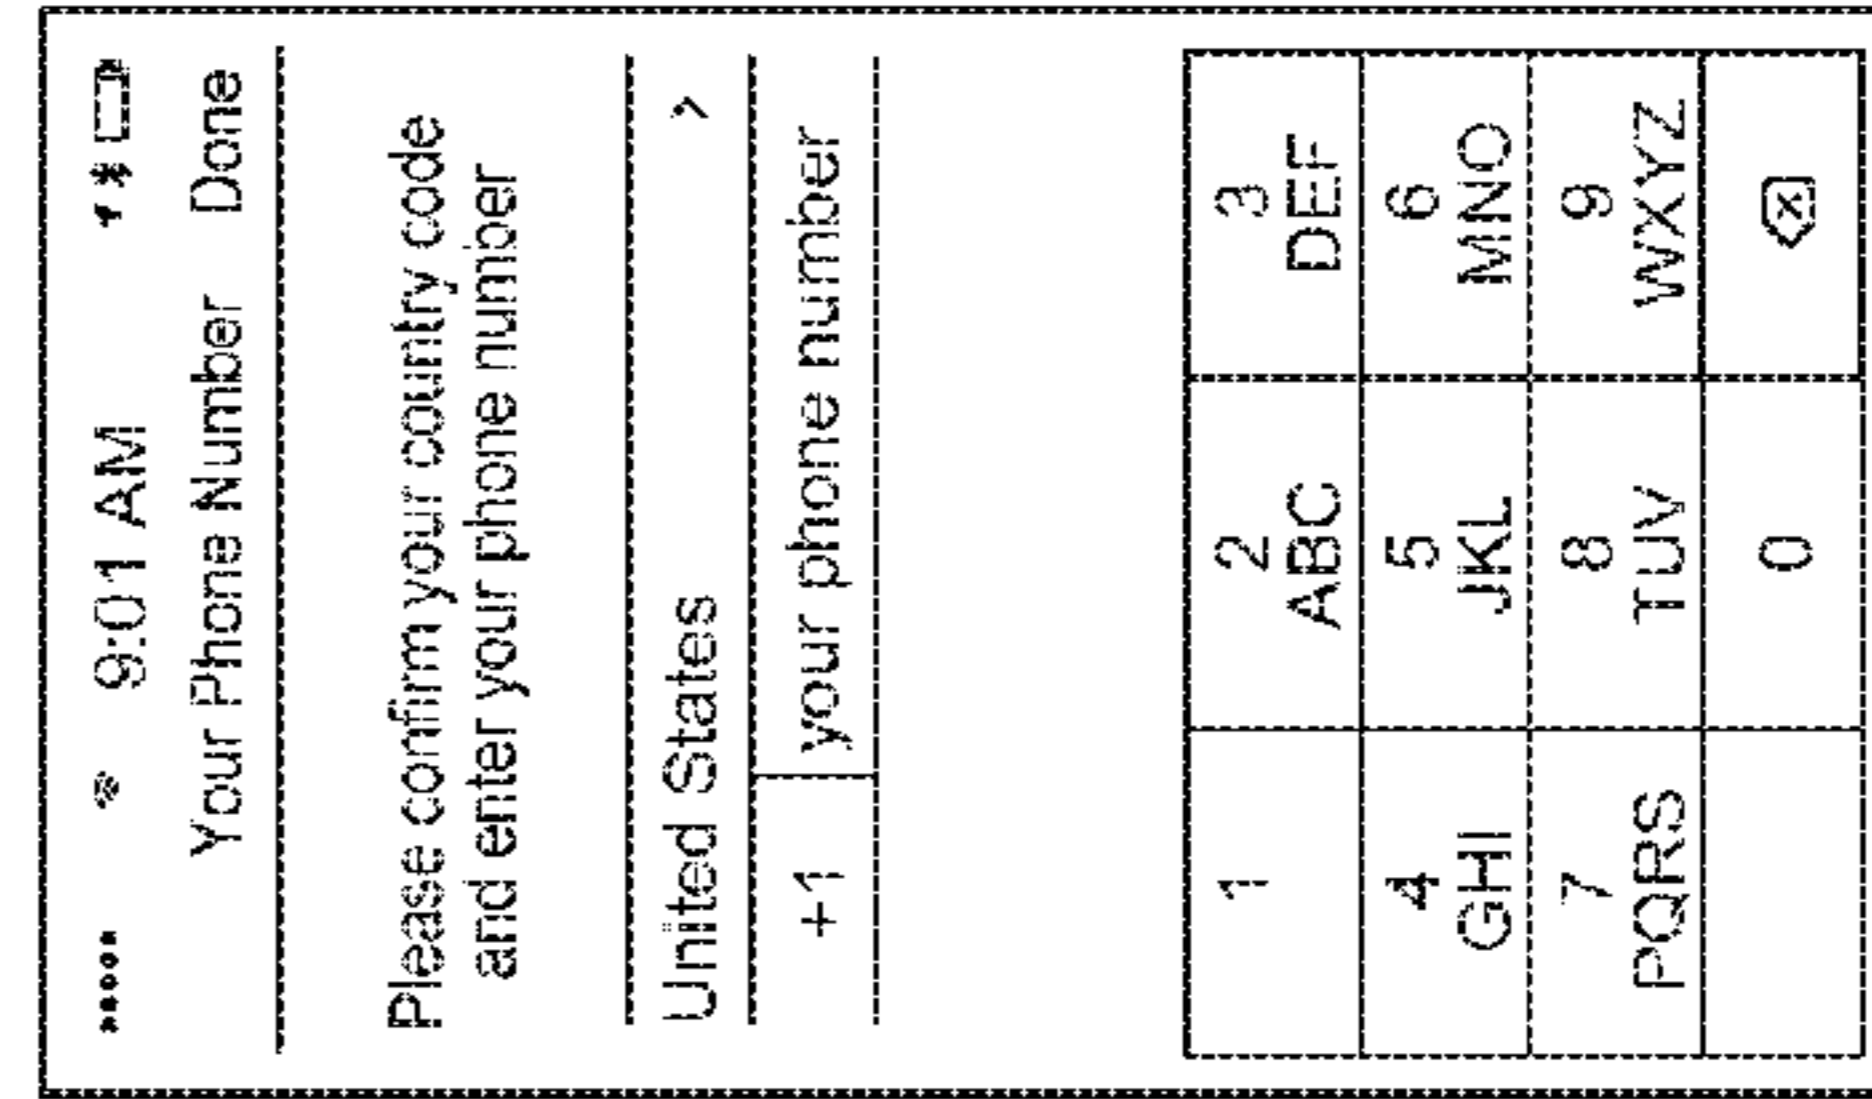 9:01 AM
Your Phone Number Done
Please confirm your country code
and enter your phone number
United States
+1 your phone number
1 2 3
ABC DEF
4 5 6
GHI JKL MNO
7 8 9
PQRS TUV WXYZ
0